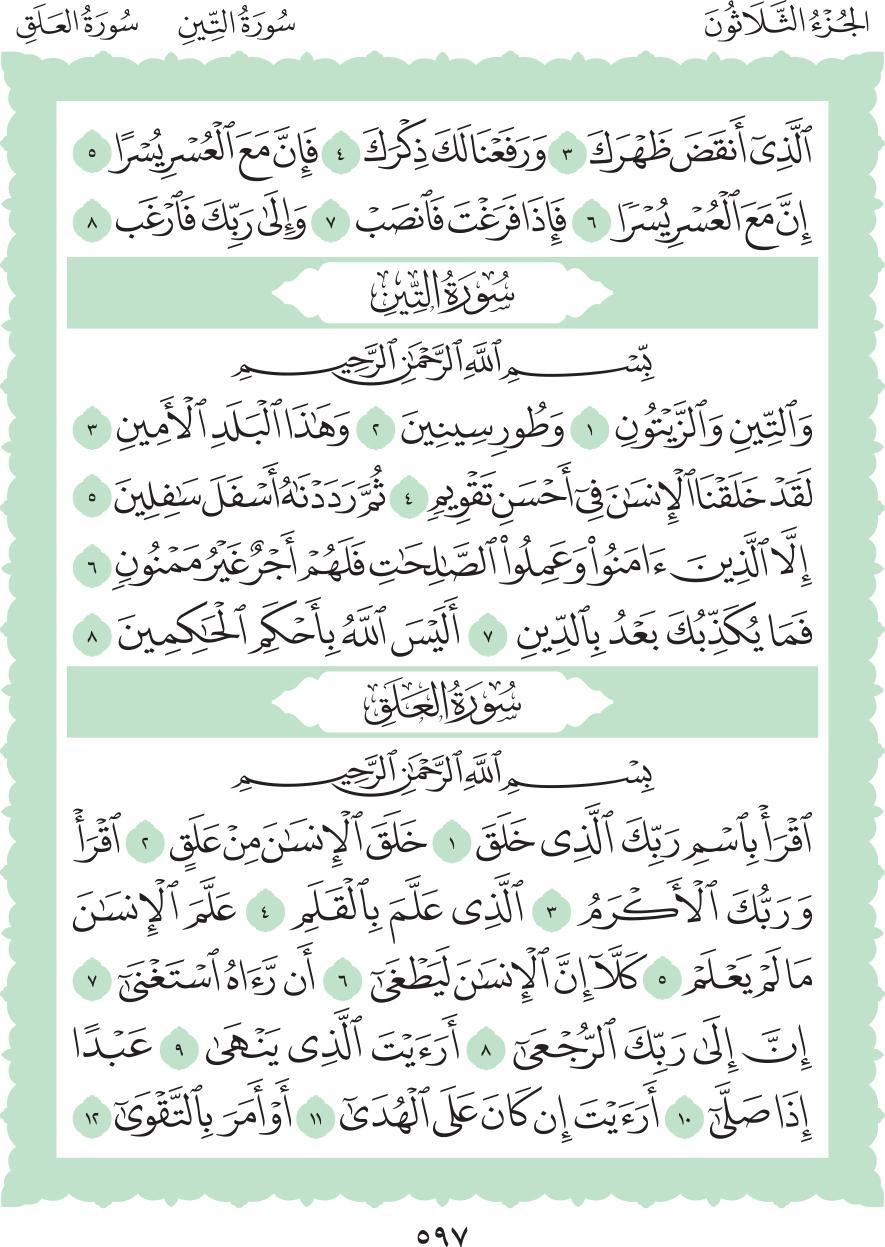 الجُزْءُ الثَّلَاثُونَ سُورَةُ التِّينِ سُورَةُ العَلَقِ
ٱلَّذِىٓ أَنقَضَ ظَهْرَكَ ٣ وَرَفَعْنَا لَكَ ذِكْرَكَ ٤ فَإِنَّ مَعَ ٱلْعُسْرِ يُسْرًا ٥
إِنَّ مَعَ ٱلْعُسْرِ يُسْرًا ٦ فَإِذَا فَرَغْتَ فَٱنصَبْ ٧ وَإِلَىٰ رَبِّكَ فَٱرْغَب ٨
سُورَةُ التِّينِ
بِّسْمِ ٱللَّهِ ٱلرَّحْمَٰنِ ٱلرَّحِيمِ
وَٱلتِّينِ وَٱلزَّيْتُونِ ١ وَطُورِ سِينِينَ ٢ وَهَٰذَا ٱلْبَلَدِ ٱلْأَمِينِ ٣
لَقَدْ خَلَقْنَا ٱلْإِنسَٰنَ فِىٓ أَحْسَنِ تَقْوِيمٍ ٤ ثُمَّ رَدَدْنَٰهُ أَسْفَلَ سَٰفِلِينَ ٥
إِلَّا ٱلَّذِينَ ءَامَنُوا۟ وَعَمِلُوا۟ ٱلصَّٰلِحَٰتِ فَلَهُمْ أَجْرٌ غَيْرُ مَمْنُونٍ ٦
فَمَا يُكَذِّبُكَ بَعْدُ بِٱلدِّينِ ٧ أَلَيْسَ ٱللَّهُ بِأَحْكَمِ ٱلْحَٰكِمِينَ ٨
سُورَةُ العَلَقِ
بِسْمِ ٱللَّهِ ٱلرَّحْمَٰنِ ٱلرَّحِيمِ
ٱقْرَأْ بِٱسْمِ رَبِّكَ ٱلَّذِى خَلَقَ ١ خَلَقَ ٱلْإِنسَٰنَ مِنْ عَلَقٍ ٢ ٱقْرَأْ
وَرَبُّكَ ٱلْأَكْرَمُ ٣ ٱلَّذِى عَلَّمَ بِٱلْقَلَمِ ٤ عَلَّمَ ٱلْإِنسَٰنَ
مَا لَمْ يَعْلَمْ ٥ كَلَّآ إِنَّ ٱلْإِنسَٰنَ لَيَطْغَىٰٓ ٦ أَن رَّءَاهُ ٱسْتَغْنَىٰٓ ٧
إِنَّ إِلَىٰ رَبِّكَ ٱلرُّجْعَىٰٓ ٨ أَرَءَيْتَ ٱلَّذِى يَنْهَىٰ ٩ عَبْدًا
إِذَا صَلَّىٰٓ ١٠ أَرَءَيْتَ إِن كَانَ عَلَى ٱلْهُدَىٰٓ ١١ أَوْ أَمَرَ بِٱلتَّقْوَىٰٓ ١٢
٥٩٧